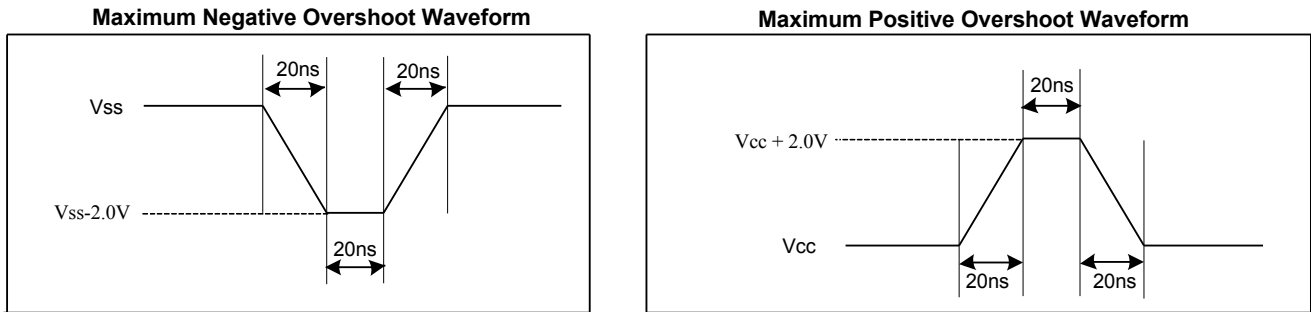 Maximum Negative Overshoot Waveform
20ns
20ns
Vss
Vss-2.0V
20ns
Maximum Positive Overshoot Waveform
20ns
Vcc + 2.0V
Vcc
20ns
20ns